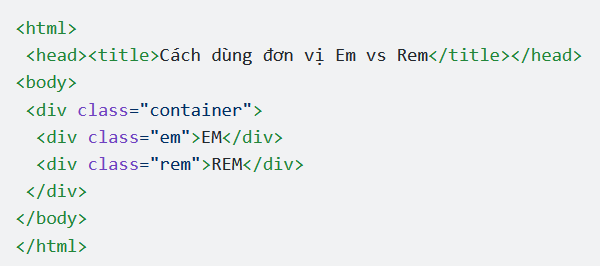 <html>
<head><title>Cách dùng đơn vị Em vs Rem</title></head>
<body>
<div class="container">
<div class="em">EM</div>
<div class="rem">REM</div>
</div>
</body>
</html>